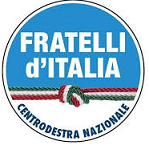 FRATELLI
d'ITALIA
CENTRODESTRA NAZIONALE